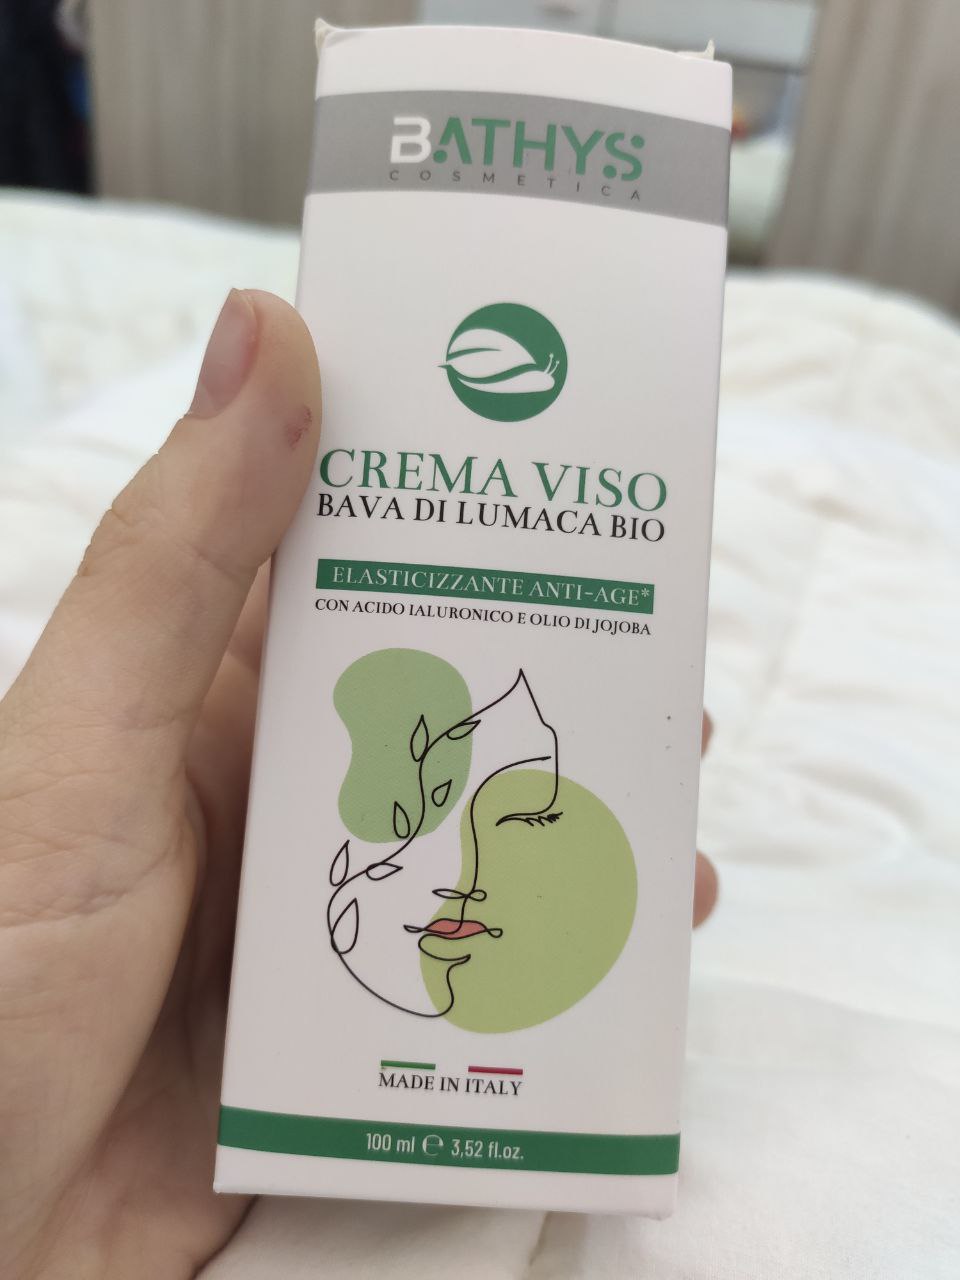 BATHYS
COSMETICA
CREMA VISO
BAVA DI LUMACA BIO
ELASTICIZZANTE ANTI-AGE*
CON ACIDO IALURONICO E OLIO DI JOJOBA
MADE IN ITALY
100 ml ℮ 3,52 fl.oz.